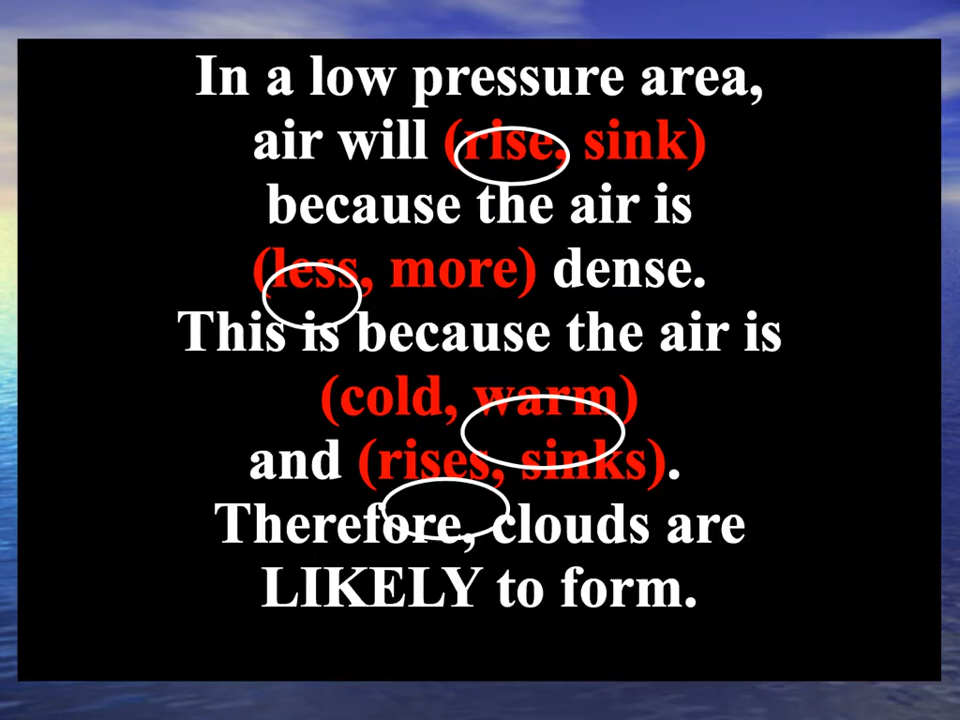 In a low pressure area,
air will (rise, sink)
because the air is
(less, more) dense.
This is because the air is
(cold, warm)
and (rises, sinks).
Therefore, clouds are
LIKELY to form.